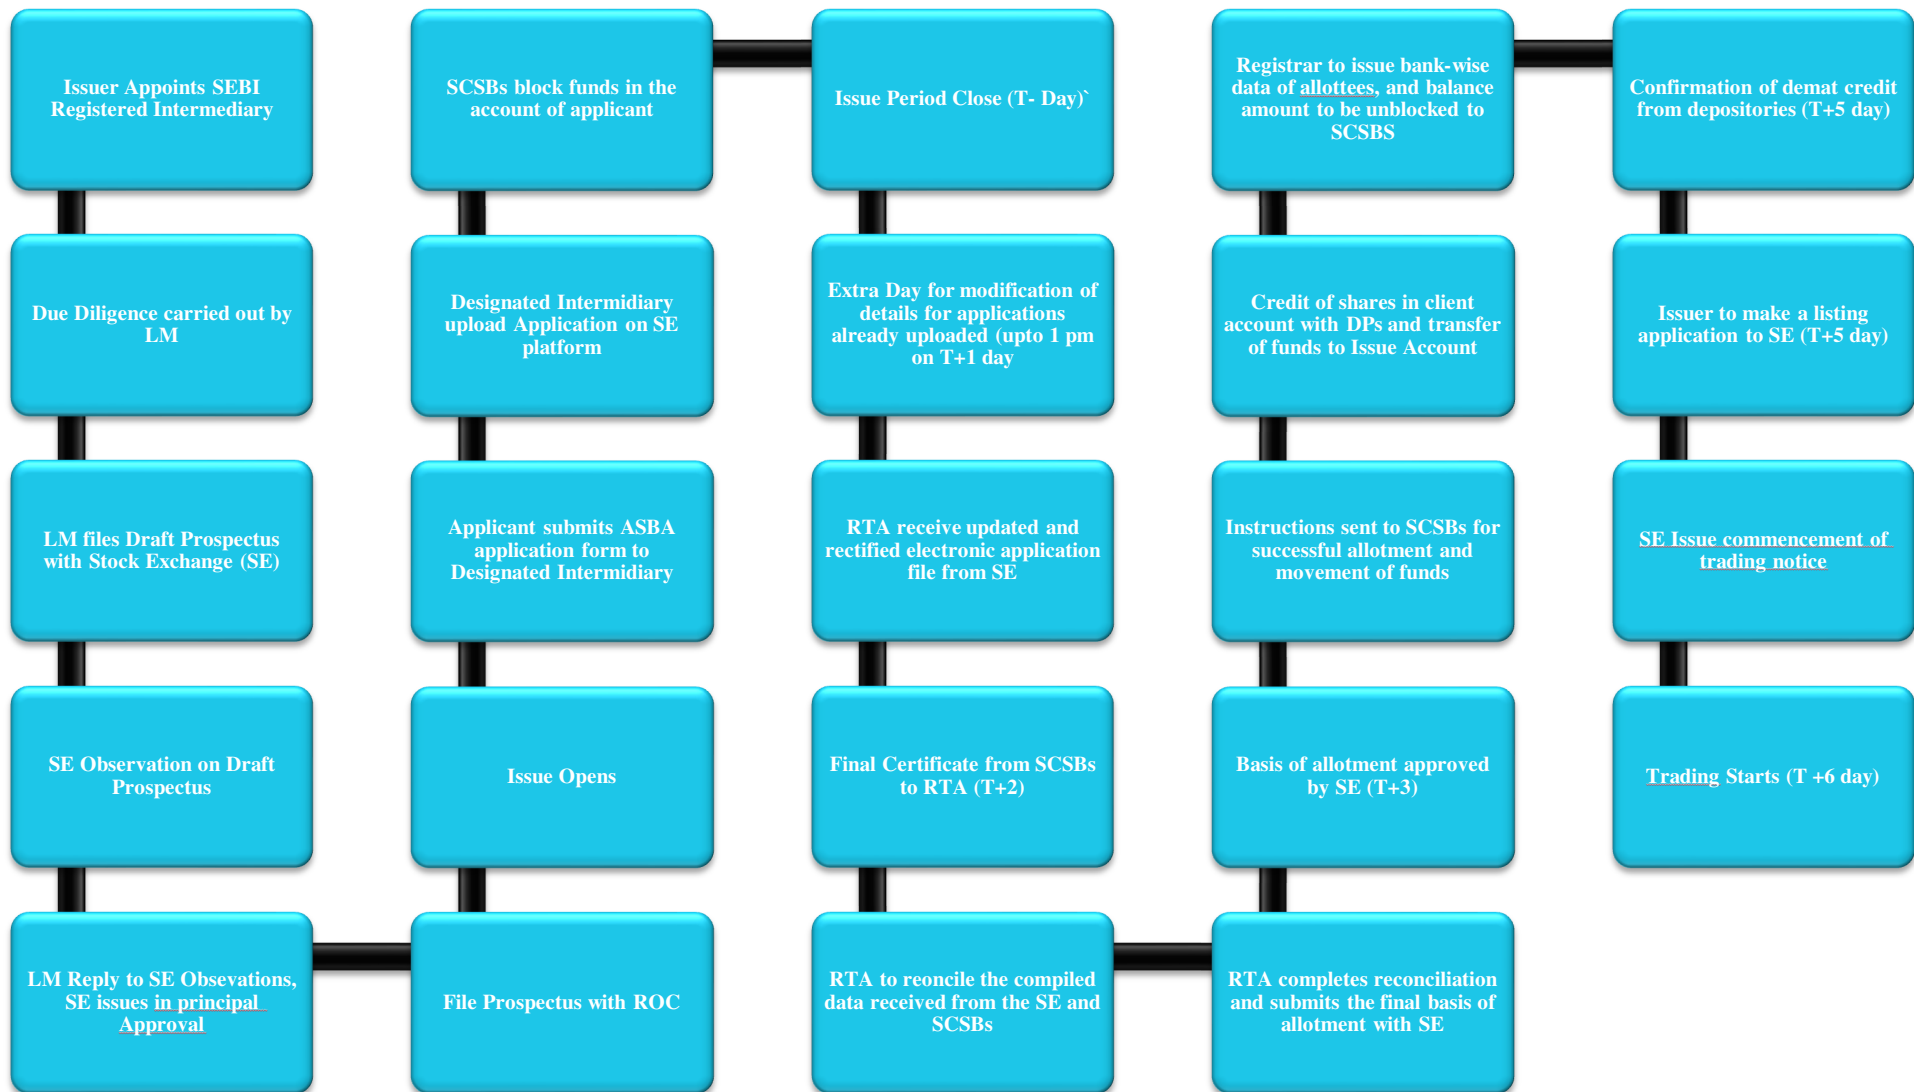 Issuer Appoints SEBI
Registered Intermediary
Due Diligence carried out by
LM
LM files Draft Prospectus
with Stock Exchange (SE)
SE Observation on Draft
Prospectus
LM Reply to SE Obsevations,
SE issues in principal
Approval
File Prospectus with ROC
Issue Opens
Applicant submits ASBA
application form to
Designated Intermidiary
Designated Intermidiary
upload Application on SE
platform
SCSBs block funds in the
account of applicant
Issue Period Close (T- Day)`
Extra Day for modification of
details for applications
already uploaded (upto 1 pm
on T+1 day
RTA receive updated and
rectified electronic application
file from SE
Final Certificate from SCSBs
to RTA (T+2)
RTA to reconcile the compiled
data received from the SE and
SCSBs
RTA completes reconciliation
and submits the final basis of
allotment with SE
Basis of allotment approved
by SE (T+3)
Instructions sent to SCSBs for
successful allotment and
movement of funds
Credit of shares in client
account with DPs and transfer
of funds to Issue Account
Registrar to issue bank-wise
data of allottees, and balance
amount to be unblocked to
SCSBS
Confirmation of demat credit
from depositories (T+5 day)
Issuer to make a listing
application to SE (T+5 day)
SE Issue commencement of
trading notice
Trading Starts (T +6 day)